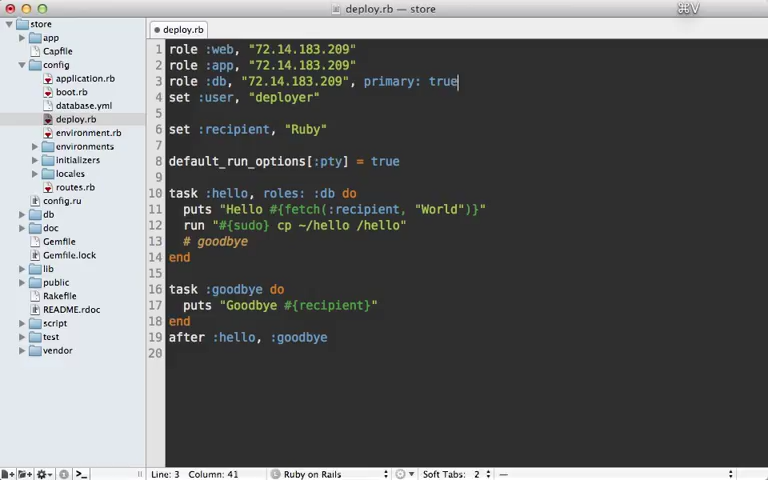 deploy.rb — store
⌘V
store
app
Capfile
config
application.rb
boot.rb
database.yml
deploy.rb
environment.rb
environments
initializers
locales
routes.rb
config.ru
db
doc
Gemfile
Gemfile.lock
lib
public
Rakefile
README.rdoc
script
test
vendor
deploy.rb
1 role :web, "72.14.183.209"
2 role :app, "72.14.183.209"
3 role :db, "72.14.183.209", primary: true
4 set :user, "deployer"
5
6 set :recipient, "Ruby"
7
8 default_run_options[:pty] = true
9
10 task :hello, roles: :db do
11   puts "Hello #{fetch(:recipient, "World")}"
12   run "#{sudo} cp ~/hello /hello"
13   # goodbye
14 end
15
16 task :goodbye do
17   puts "Goodbye #{recipient}"
18 end
19 after :hello, :goodbye
20
Line: 3 Column: 41 Ruby on Rails Soft Tabs: 2 —